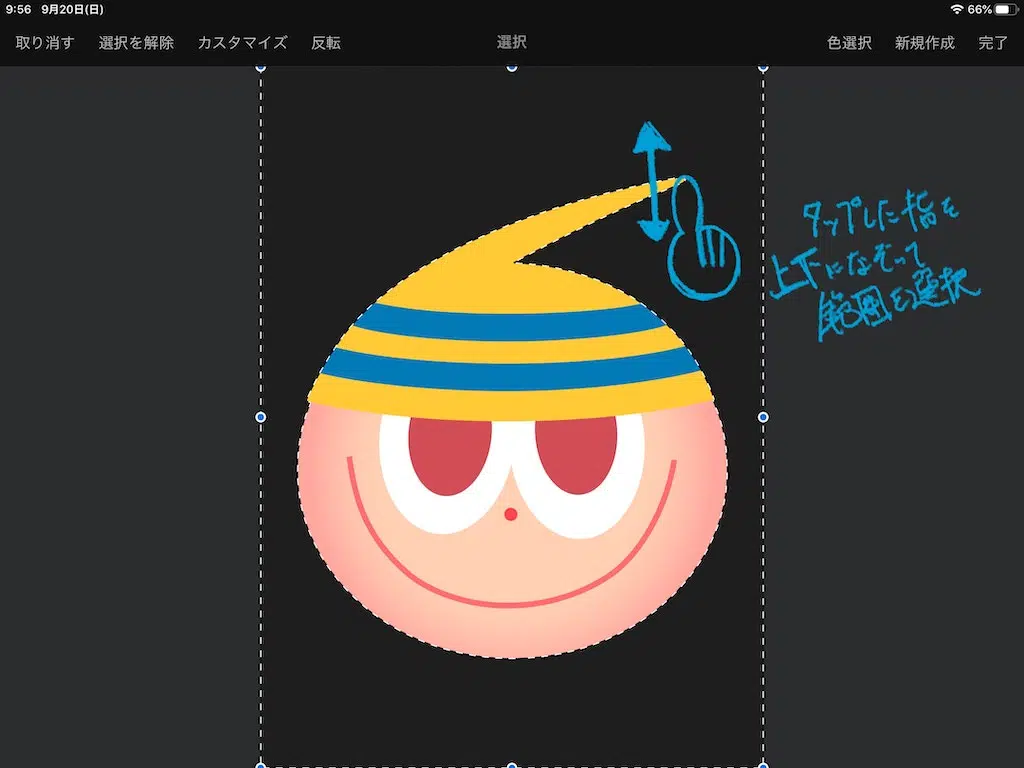 9:56 9月20日(日) 66%
取り消す 選択を解除 カスタマイズ 反転 選択 色選択 新規作成 完了
タップした指を
上下になぞって
範囲を選択